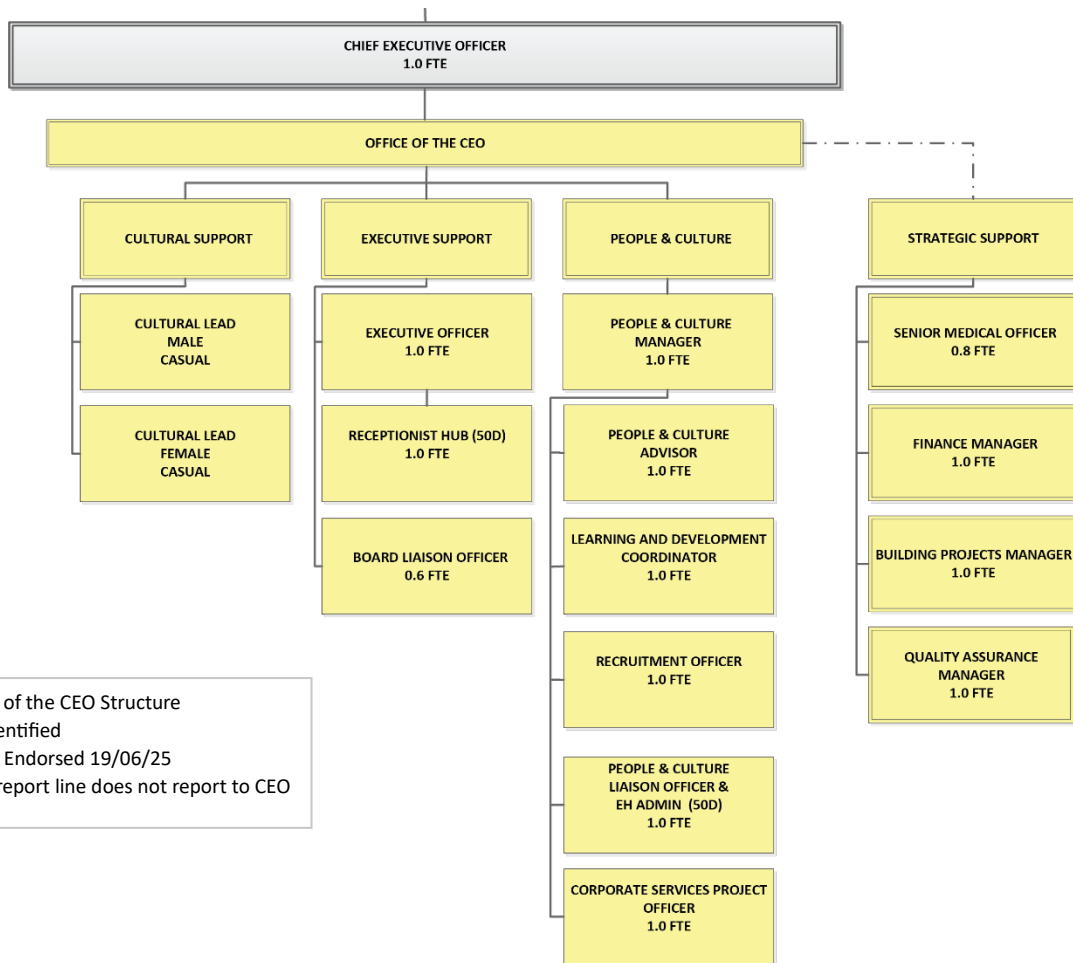 CHIEF EXECUTIVE OFFICER
1.0 FTE
OFFICE OF THE CEO
CULTURAL SUPPORT
EXECUTIVE SUPPORT
PEOPLE & CULTURE
STRATEGIC SUPPORT
CULTURAL LEAD
MALE
CASUAL
EXECUTIVE OFFICER
1.0 FTE
PEOPLE & CULTURE
MANAGER
1.0 FTE
SENIOR MEDICAL OFFICER
0.8 FTE
CULTURAL LEAD
FEMALE
CASUAL
RECEPTIONIST HUB (50D)
1.0 FTE
PEOPLE & CULTURE
ADVISOR
1.0 FTE
FINANCE MANAGER
1.0 FTE
BOARD LIAISON OFFICER
0.6 FTE
LEARNING AND DEVELOPMENT
COORDINATOR
1.0 FTE
BUILDING PROJECTS MANAGER
1.0 FTE
RECRUITMENT OFFICER
1.0 FTE
QUALITY ASSURANCE
MANAGER
1.0 FTE
of the CEO Structure
entified
Endorsed 19/06/25
report line does not report to CEO
PEOPLE & CULTURE
LIAISON OFFICER &
EH ADMIN (50D)
1.0 FTE
CORPORATE SERVICES PROJECT
OFFICER
1.0 FTE